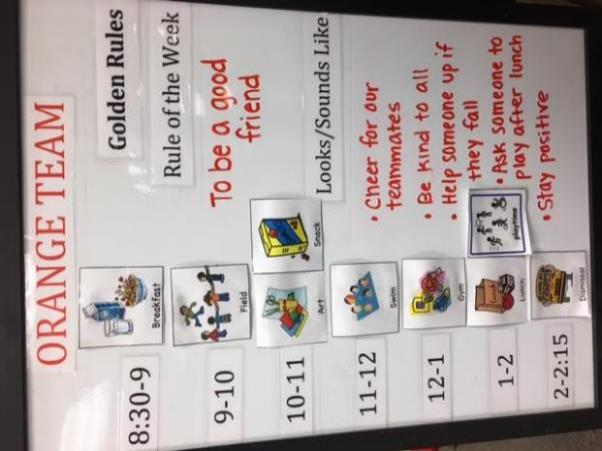 ORANGE TEAM
8:30-9
Breakfast
9-10
Field
10-11
Art
Snack
11-12
Swim
12-1
Gym
1-2
Lunch
playtime
2-2:15
Dismissal
Golden Rules
Rule of the Week
To be a good
friend
Looks/Sounds Like
• Cheer for our
teammates
• Be kind to all
• Help someone up if
they fall
• Ask someone to
play after lunch
• Stay positive